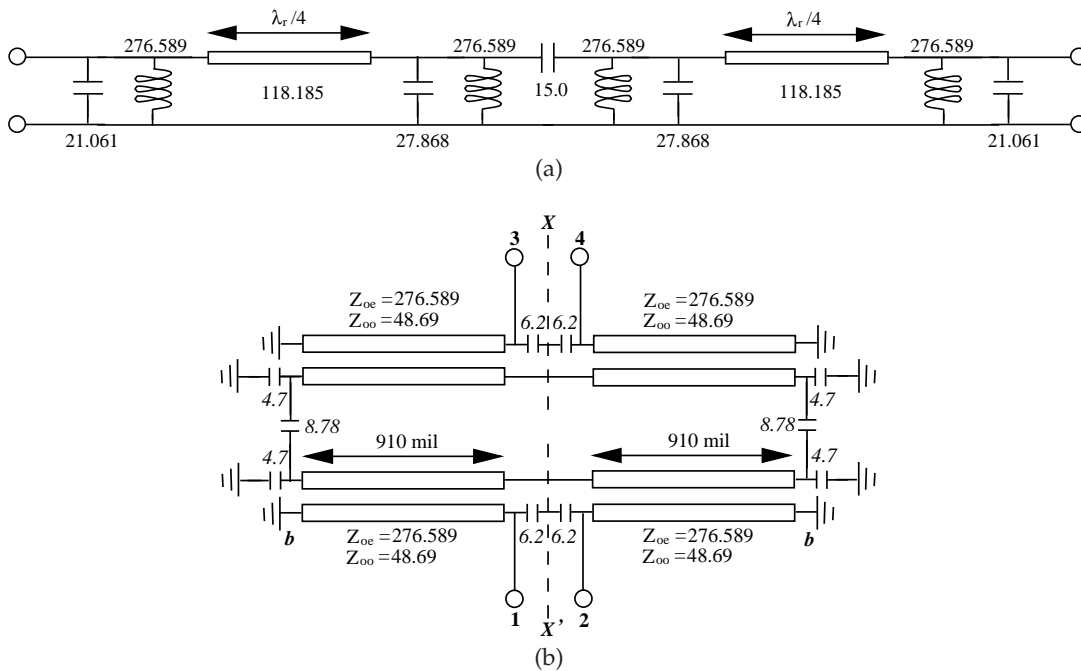 λr /4 λr /4
276.589 276.589 276.589 276.589
118.185 15.0 118.185
21.061 27.868 27.868 21.061
(a)
X
3 4
Zoe =276.589 Zoe =276.589
Zoo =48.69 6.2 6.2 Zoo =48.69
4.7 4.7
8.78 8.78
910 mil 910 mil
4.7 4.7
b b
Zoe =276.589 6.2 6.2 Zoe =276.589
Zoo =48.69 Zoo =48.69
1 X’ 2
(b)